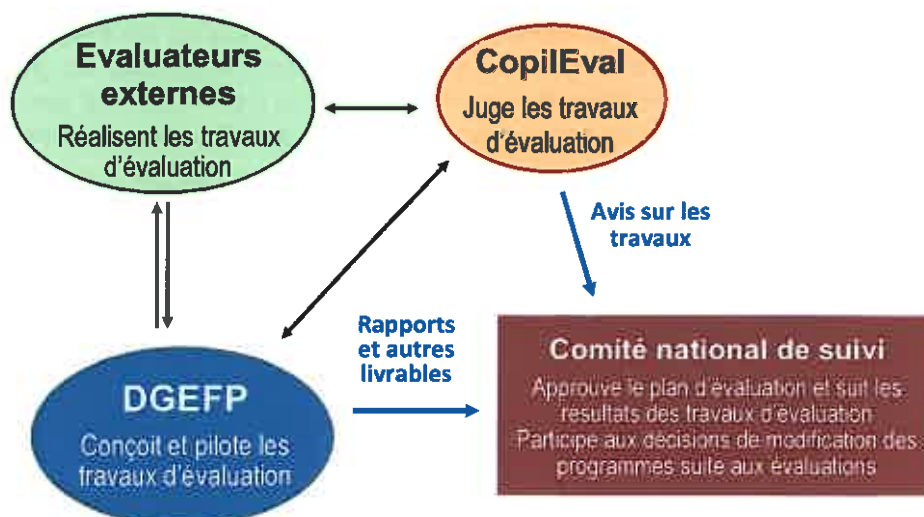 Evaluateurs
externes
Réalisent les travaux
d'évaluation
CopilEval
Juge les travaux
d'évaluation
Avis sur les
travaux
Rapports
et autres
livrables
DGEFP
Conçoit et pilote les
travaux d'évaluation
Comité national de suivi
Approuve le plan d'évaluation et suit les
résultats des travaux d'évaluation
Participe aux décisions de modification des
programmes suite aux évaluations